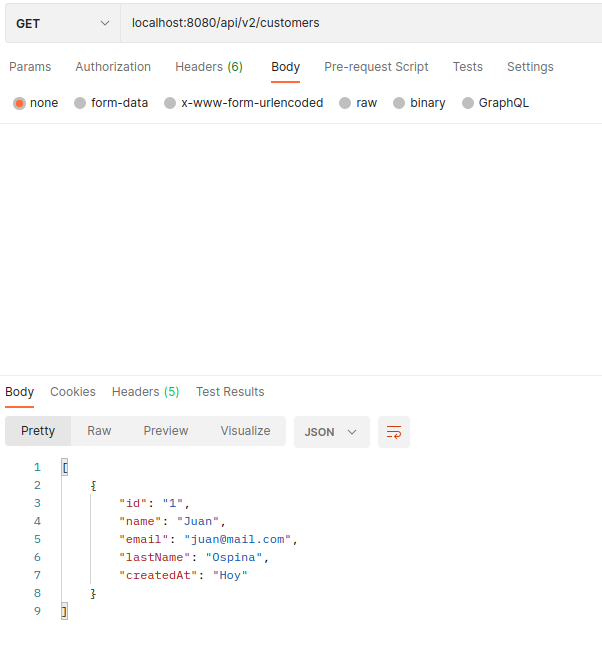 GET localhost:8080/api/v2/customers
Params Authorization Headers (6) Body Pre-request Script Tests Settings
none form-data x-www-form-urlencoded raw binary GraphQL
Body Cookies Headers (5) Test Results
Pretty Raw Preview Visualize JSON
1 [
2 {
3 "id": "1",
4 "name": "Juan",
5 "email": "juan@mail.com",
6 "lastName": "Ospina",
7 "createdAt": "Hoy"
8 }
9 ]